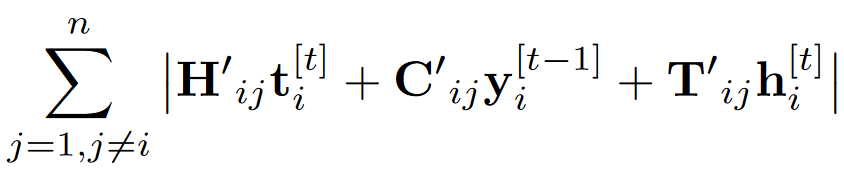 \sum_{j=1,j\neq i}^{n} \left| \mathbf{H'}_{ij} \mathbf{t}_i^{[t]} + \mathbf{C'}_{ij} \mathbf{y}_i^{[t-1]} + \mathbf{T'}_{ij} \mathbf{h}_i^{[t]} \right|